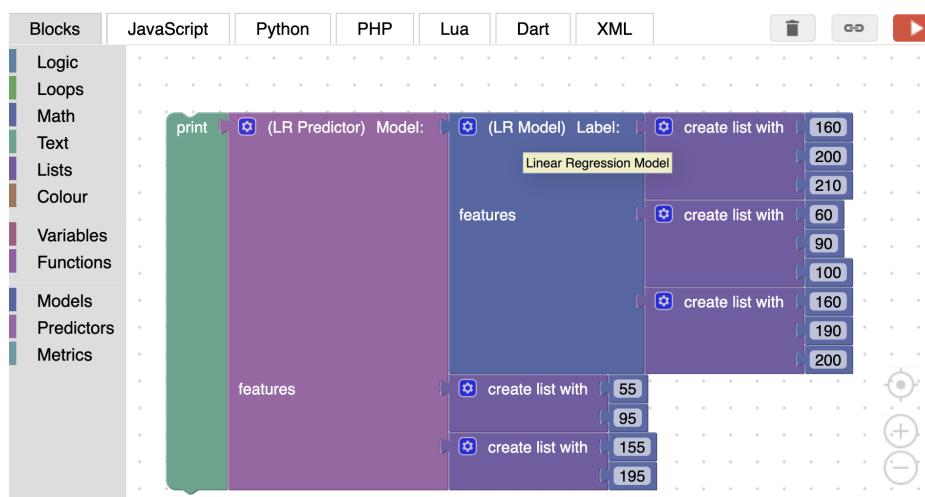 Blocks JavaScript Python PHP Lua Dart XML
Logic
Loops
Math
Text
Lists
Colour
Variables
Functions
Models
Predictors
Metrics
print (LR Predictor) Model: (LR Model) Label: create list with 160
Linear Regression Model
200
210
features create list with 60
90
100
create list with 160
190
200
features create list with 55
95
create list with 155
195